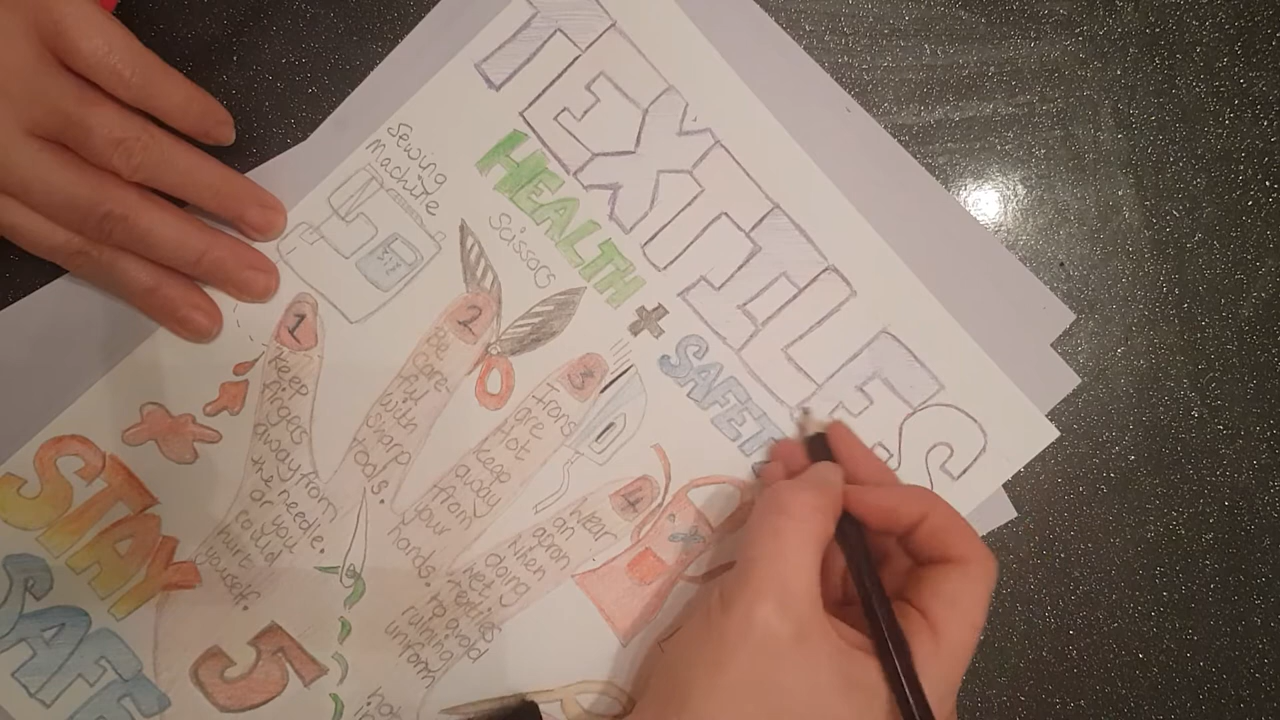 TEXTILES
HEALTH
+
SAFET
Sewing
Machine
Scissors
1
Keep
fingers
away from
the needle.
or you
could
hurt
yourself.
2
Be
Care
ful
with
sharp
tools.
3
Irons
are
Hot
keep
away
from
your
hands.
4
Wear
an
apron
when
doing
wet
textiles
to avoid
ruining
uniform
5
STAY
SAFE